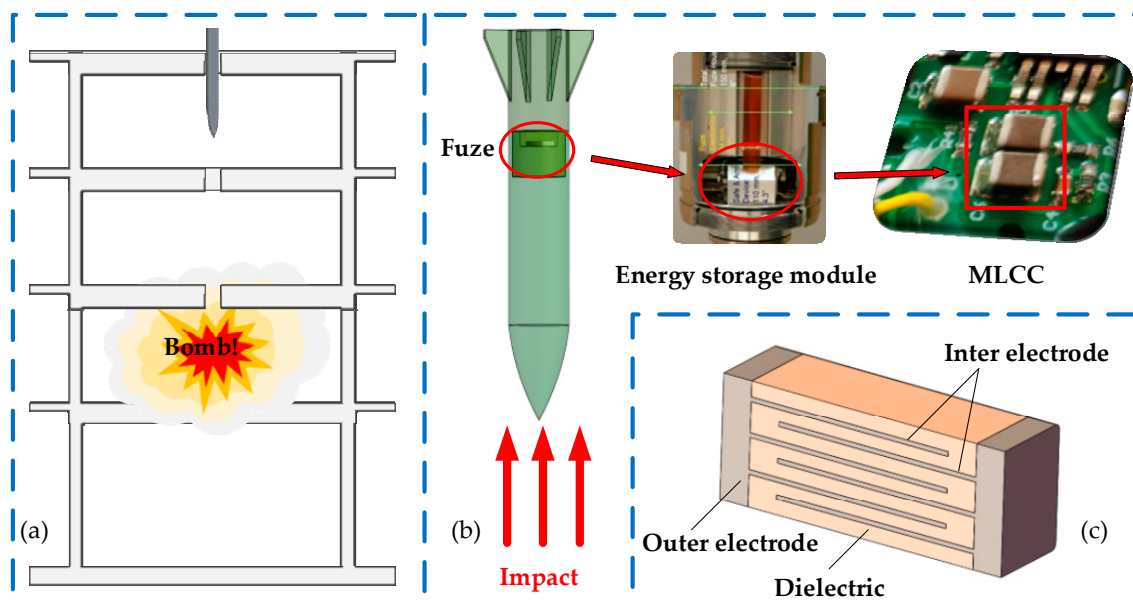 Bomb!
(a)
Fuze
(b)
Impact
Energy storage module
MLCC
Inter electrode
Outer electrode
Dielectric
(c)